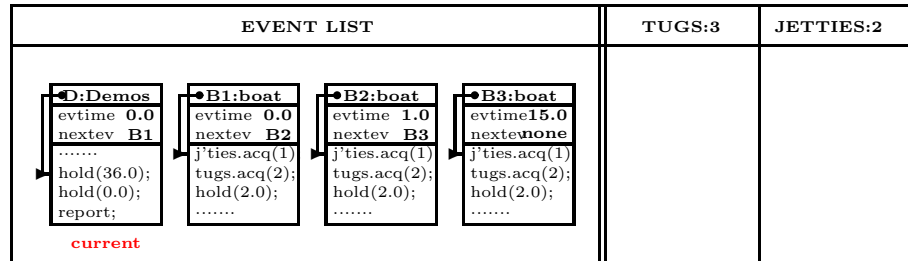 EVENT LIST TUGS:3 JETTIES:2
D:Demos B1:boat B2:boat B3:boat
evtime 0.0 evtime 0.0 evtime 1.0 evtime15.0
nextev B1 nextev B2 nextev B3 nextevnone
....... j'ties.acq(1) j'ties.acq(1) j'ties.acq(1)
hold(36.0); tugs.acq(2); tugs.acq(2); tugs.acq(2);
hold(0.0); hold(2.0); hold(2.0); hold(2.0);
report; ....... ....... .......
current